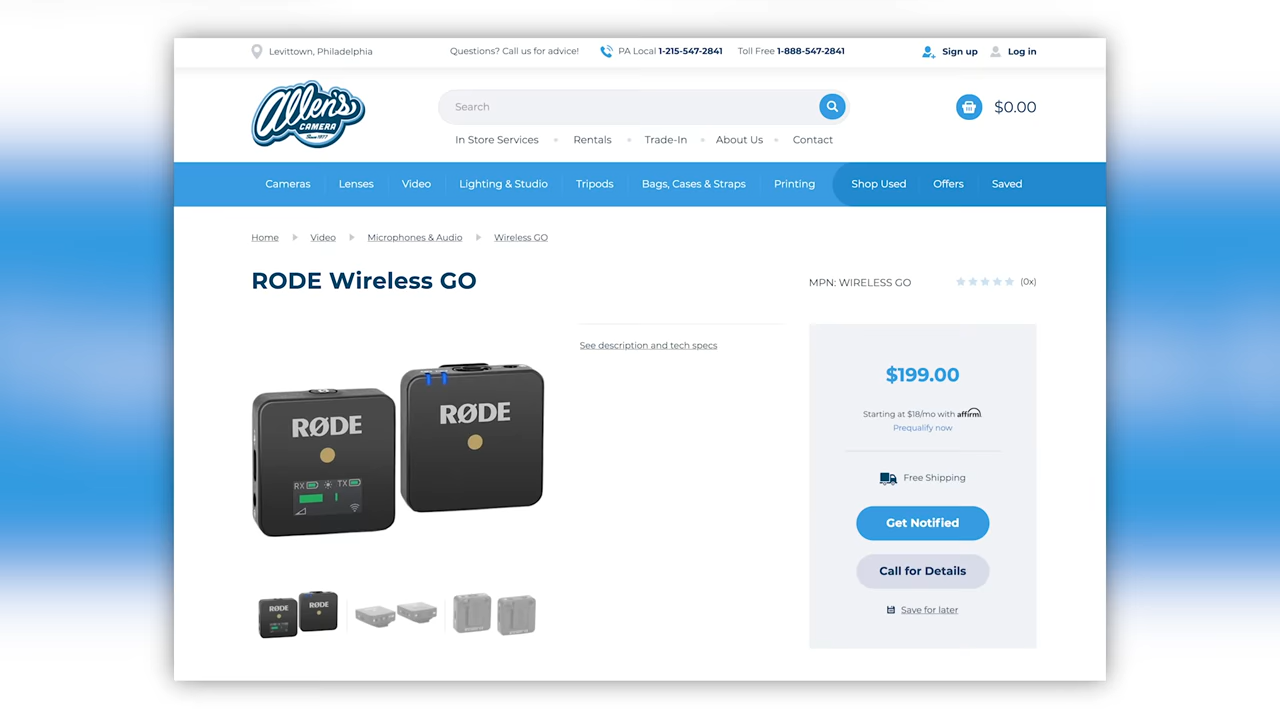 Levittown, Philadelphia
Questions? Call us for advice!
PA Local 1-215-547-2841
Toll Free 1-888-547-2841
Sign up
Log in
Allen's
CAMERA
Since 1977
Search
$0.00
In Store Services
Rentals
Trade-In
About Us
Contact
Cameras
Lenses
Video
Lighting & Studio
Tripods
Bags, Cases & Straps
Printing
Shop Used
Offers
Saved
Home
Video
Microphones & Audio
Wireless GO
RODE Wireless GO
MPN: WIRELESS GO
(0x)
See description and tech specs
RØDE
RX
TX
RØDE
$199.00
Starting at $18/mo with affirm
Prequalify now
Free Shipping
Get Notified
Call for Details
Save for later
RØDE
RØDE